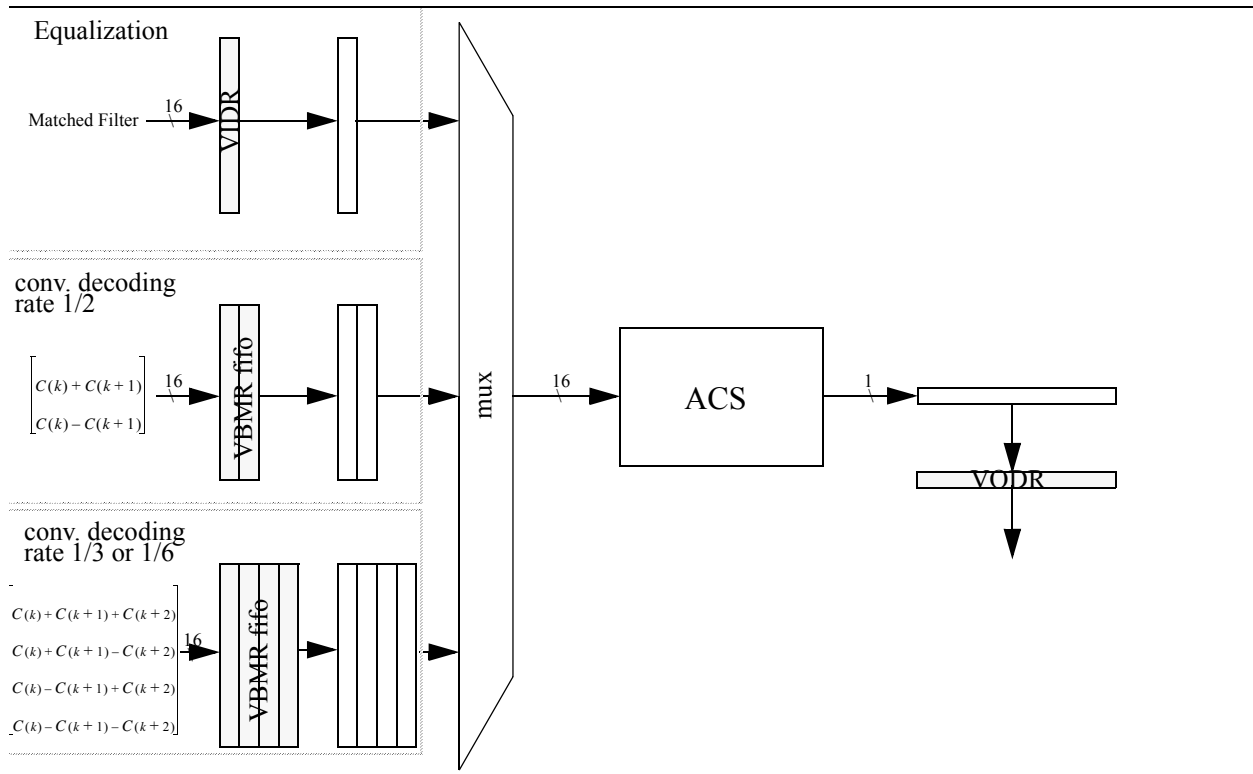 Equalization
Matched Filter
16
VIDR
conv. decoding
rate 1/2
C(k) + C(k+1)
C(k) – C(k+1)
16
VBMR fifo
conv. decoding
rate 1/3 or 1/6
C(k) + C(k+1) + C(k+2)
C(k) + C(k+1) – C(k+2)
C(k) – C(k+1) + C(k+2)
C(k) – C(k+1) – C(k+2)
16
VBMR fifo
mux
16
ACS
1
VODR